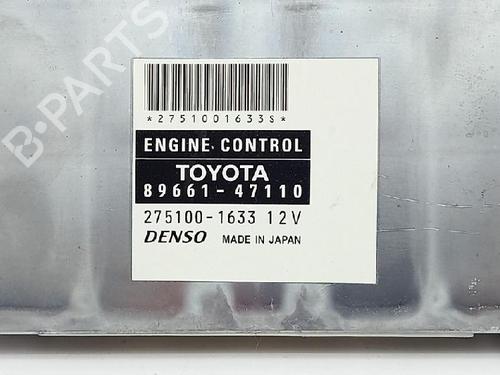 B-PARTS
*2751001633S*
ENGINE CONTROL
TOYOTA
89661-47110
275100-1633 12V
DENSO MADE IN JAPAN